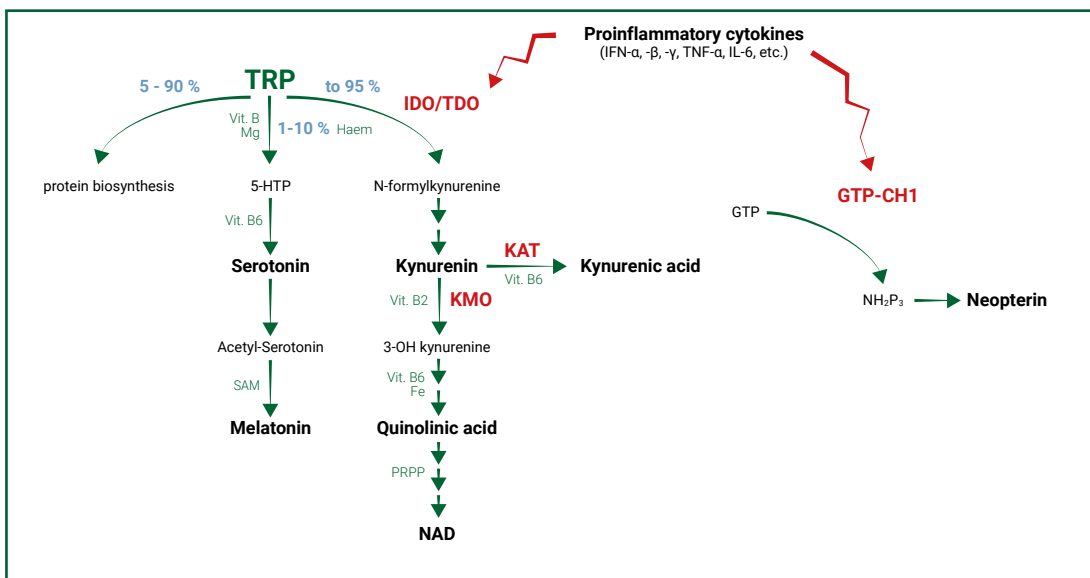 Proinflammatory cytokines
(IFN-α, -β, -γ, TNF-α, IL-6, etc.)
TRP
5 - 90 %
to 95 %
IDO/TDO
Vit. B
Mg
1-10 %
Haem
protein biosynthesis
5-HTP
N-formylkynurenine
GTP-CH1
GTP
Vit. B6
KAT
Serotonin
Kynurenin
Kynurenic acid
Vit. B6
Vit. B2
KMO
NH₂P₃
Neopterin
Acetyl-Serotonin
3-OH kynurenine
SAM
Vit. B6
Fe
Melatonin
Quinolinic acid
PRPP
NAD